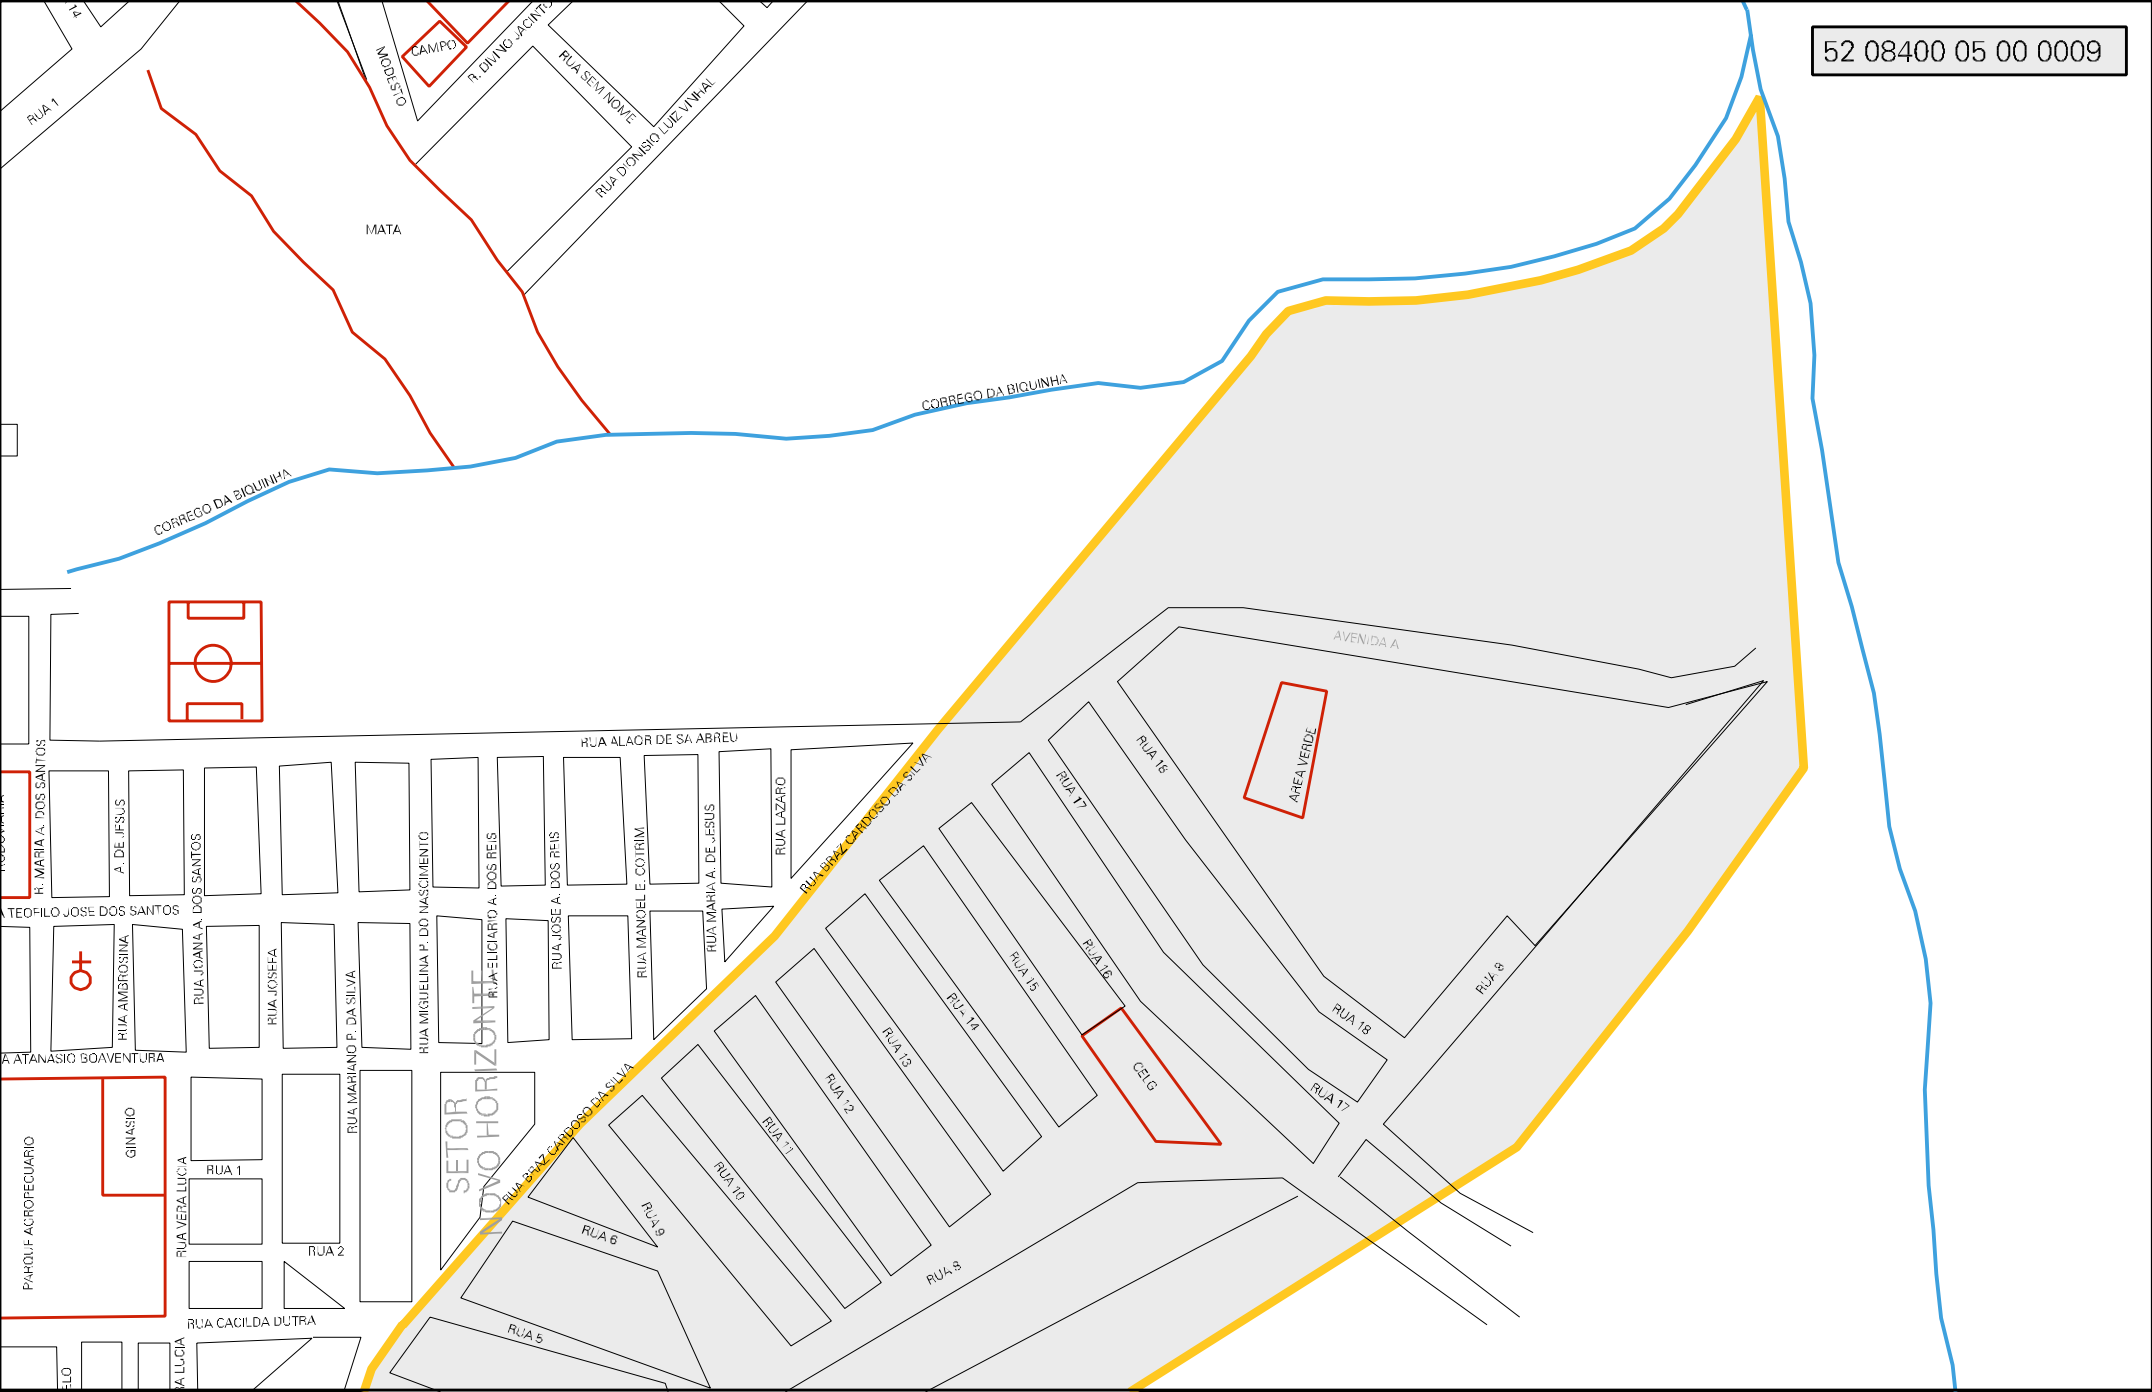 52 08400 05 00 0009
14
RUA 1
MODESTO
CAMPO
R. DIVINO JACINTO
RUA SEM NOME
RUA DIONISIO LUIZ VINHAL
MATA
CORREGO DA BIQUINHA
CORREGO DA BIQUINHA
AVENIDA A
AREA VERDE
RUA ALAOR DE SA ABREU
RUA BRAZ CARDOSO DA SILVA
R. MARIA A. DOS SANTOS
A. DE JESUS
RUA JOANA A. DOS SANTOS
RUA MIGUELINA P. DO NASCIMENTO
RUA ELICIARIO A. DOS REIS
RUA JOSE A. DOS REIS
RUA MANOEL E. COTRIM
RUA MARIA A. DE JESUS
RUA LAZARO
A TEOFILO JOSE DOS SANTOS
RUA AMBROSINA
RUA JOSEFA
RUA MARIANO P. DA SILVA
A ATANASIO BOAVENTURA
SETOR
NOVO HORIZONTE
RUA BRAZ CARDOSO DA SILVA
GINASIO
PARQUE AGROPECUARIO
RUA 1
RUA VERA LUCIA
RUA 2
RUA CACILDA DUTRA
RA LUCIA
ELO
RUA 18
RUA 17
RUA 16
RUA 15
RUA 14
RUA 13
RUA 12
RUA 11
RUA 10
RUA 9
RUA 6
RUA 5
RUA 8
CELG
RUA 18
RUA 17
RUA 8